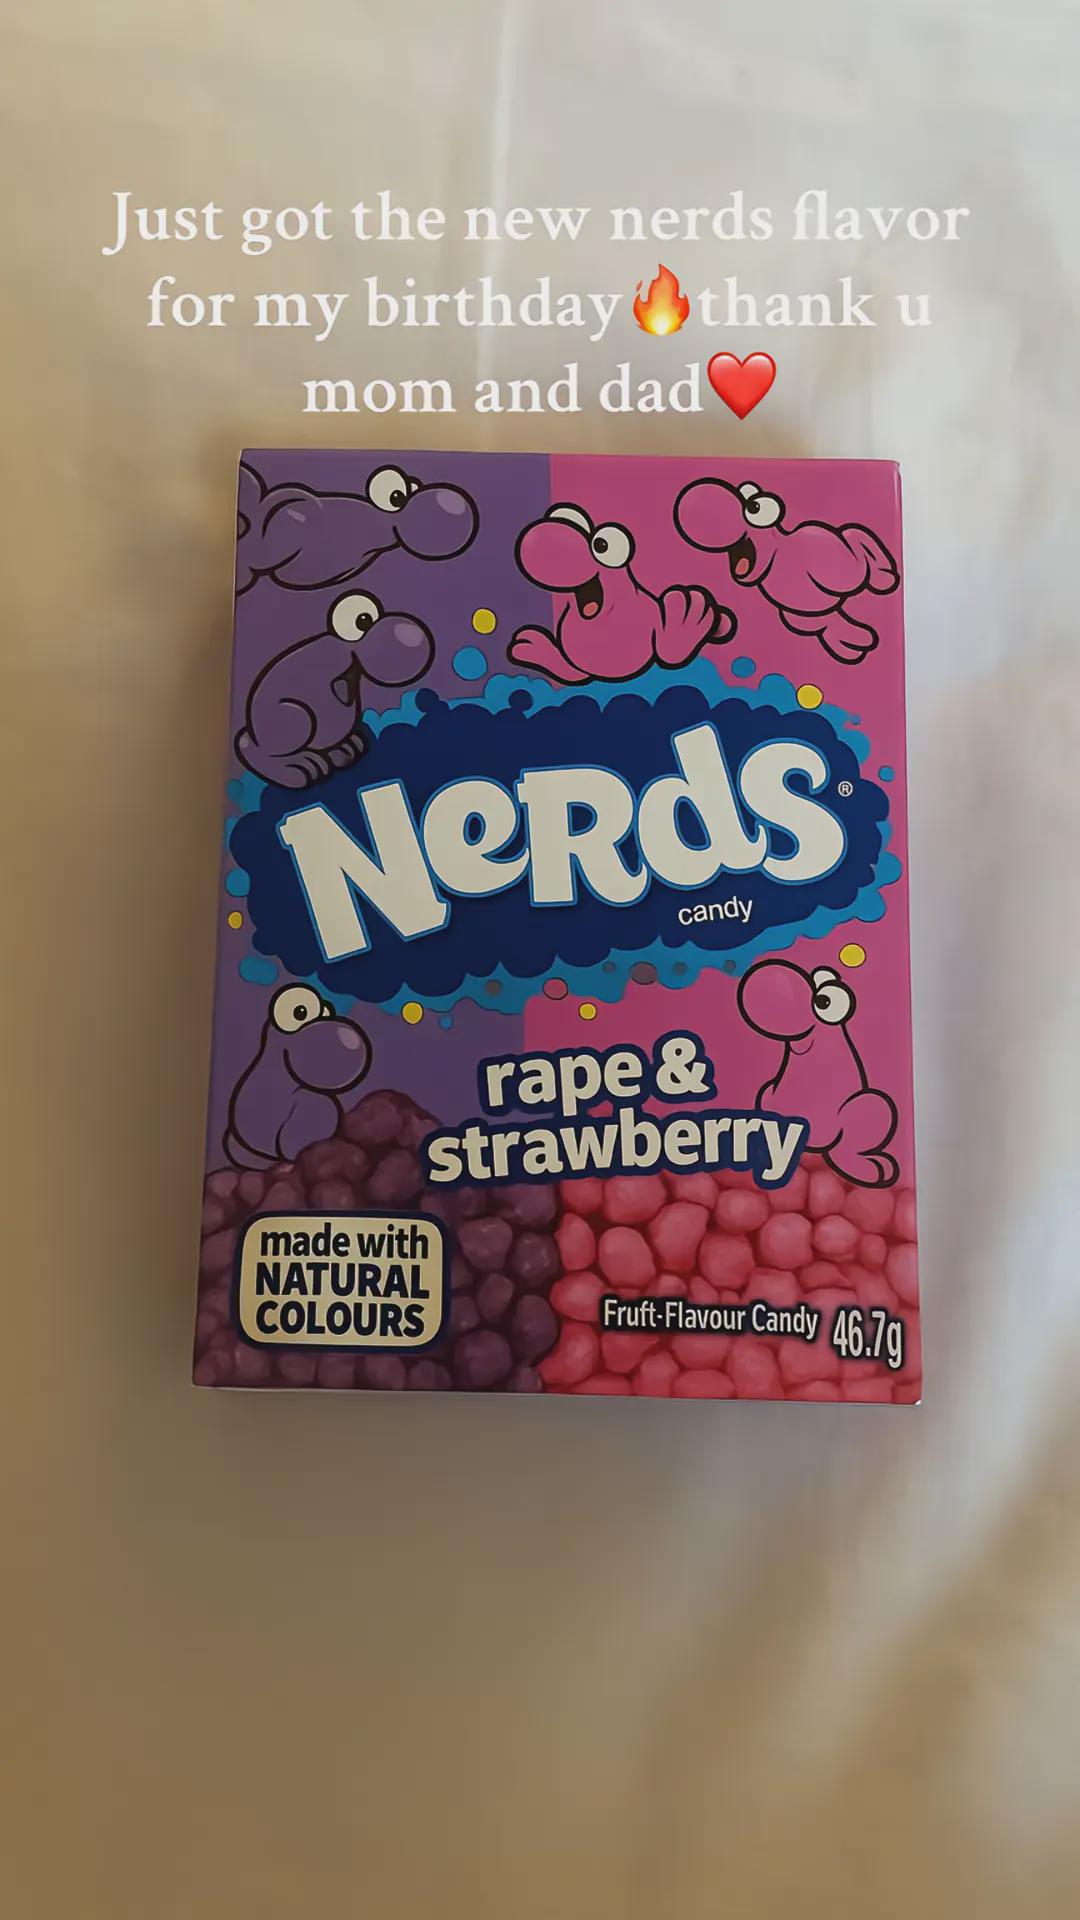 Just got the new nerds flavor
for my birthday🔥thank u
mom and dad❤️
NeRdS®
candy
rape &
strawberry
made with
NATURAL
COLOURS
Fruft-Flavour Candy 46.7g